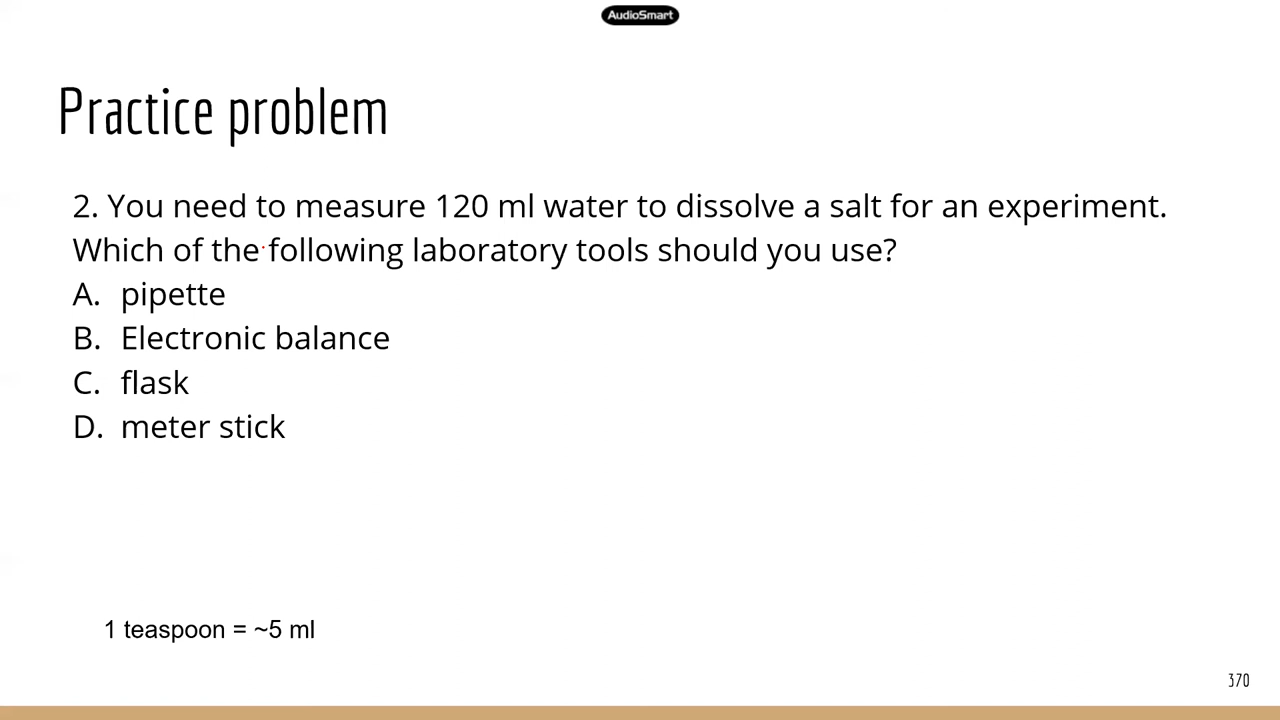 AudioSmart
Practice problem
2. You need to measure 120 ml water to dissolve a salt for an experiment.
Which of the following laboratory tools should you use?
A. pipette
B. Electronic balance
C. flask
D. meter stick
1 teaspoon = ~5 ml
370